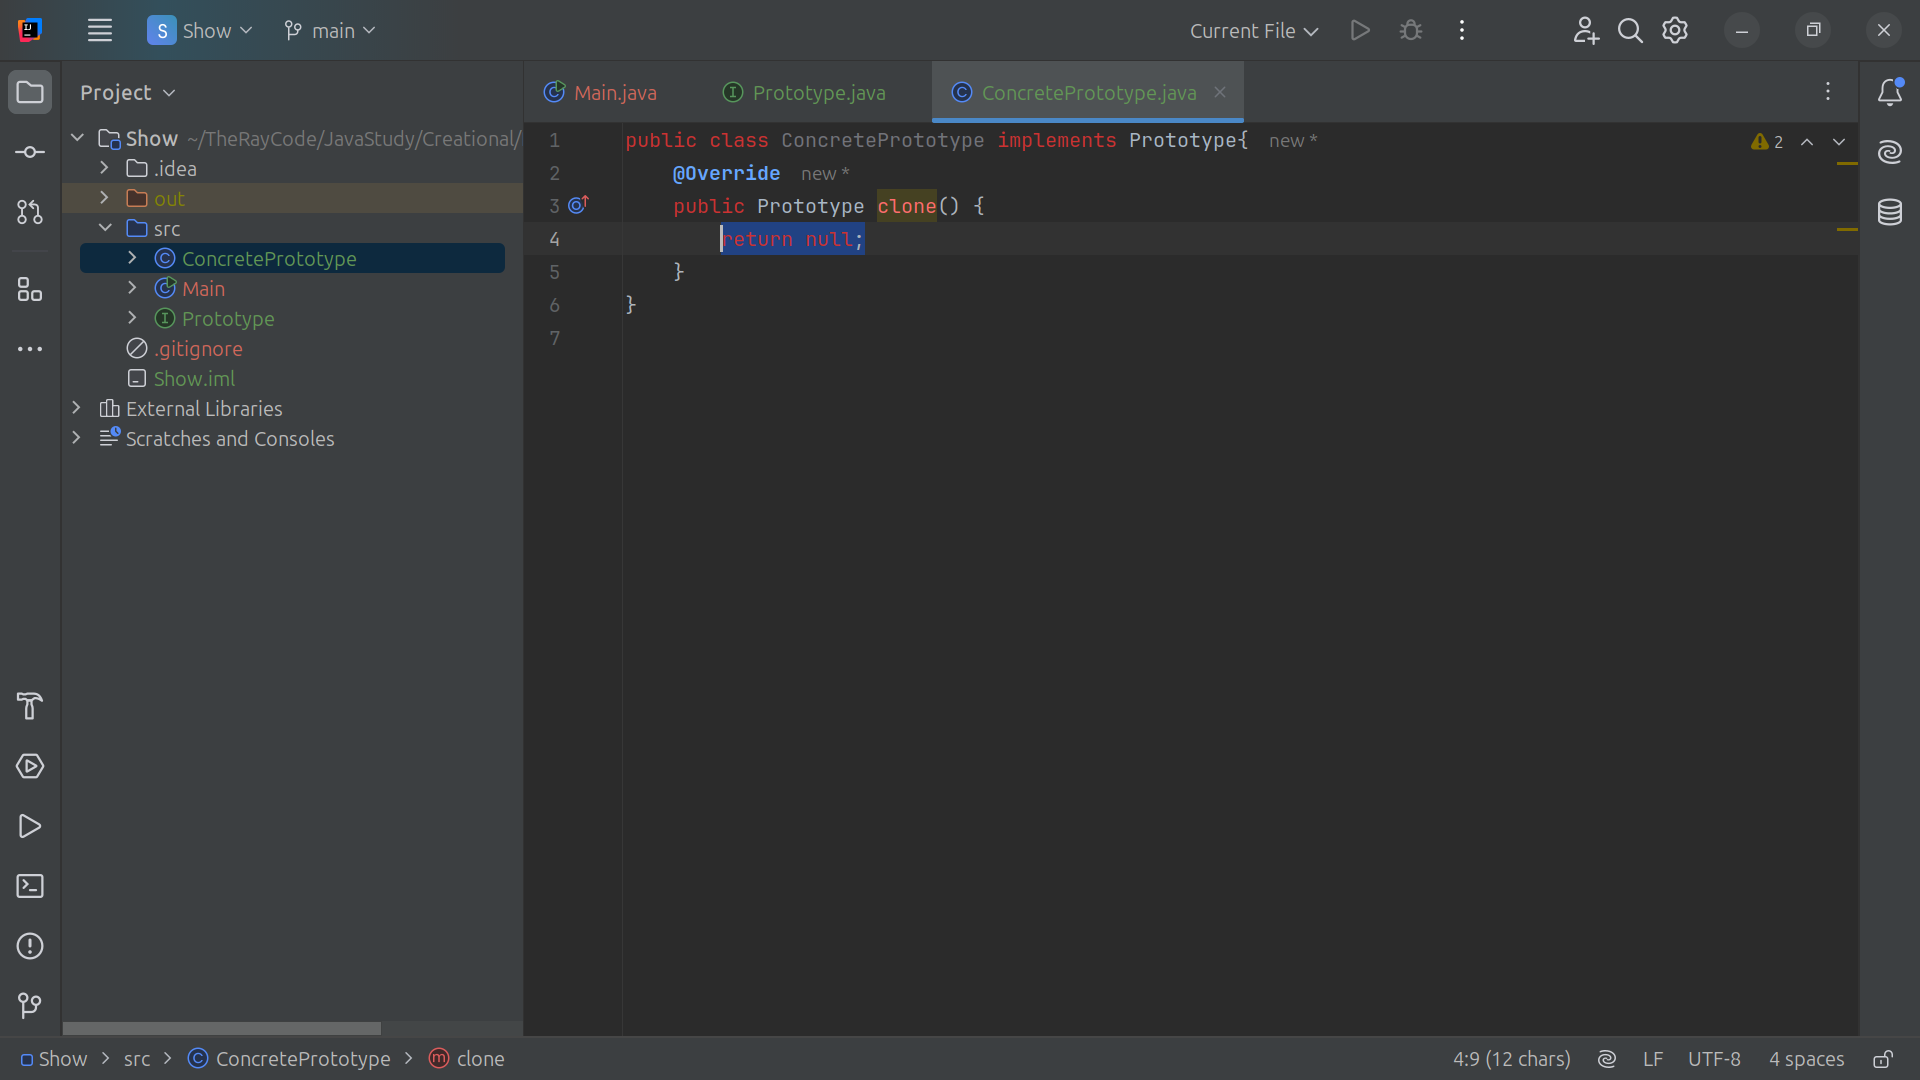 S Show main Current File
Project
Main.java Prototype.java ConcretePrototype.java
Show ~/TheRayCode/JavaStudy/Creational/
.idea
out
src
ConcretePrototype
Main
Prototype
.gitignore
Show.iml
External Libraries
Scratches and Consoles
1 public class ConcretePrototype implements Prototype{ new *
2 @Override new *
3 public Prototype clone() {
4 return null;
5 }
6 }
7
2
Show src ConcretePrototype clone
4:9 (12 chars) LF UTF-8 4 spaces